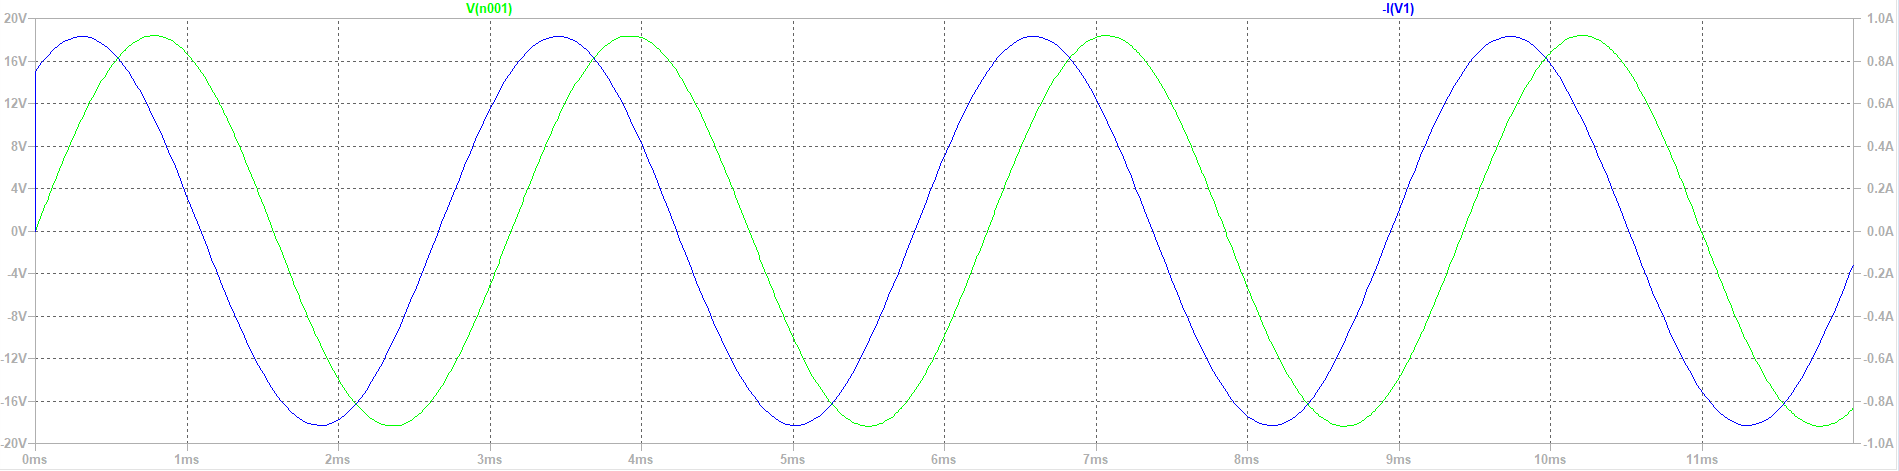 V(n001) -I(V1)
20V 1.0A
16V 0.8A
12V 0.6A
8V 0.4A
4V 0.2A
0V 0.0A
-4V -0.2A
-8V -0.4A
-12V -0.6A
-16V -0.8A
-20V -1.0A
0ms 1ms 2ms 3ms 4ms 5ms 6ms 7ms 8ms 9ms 10ms 11ms